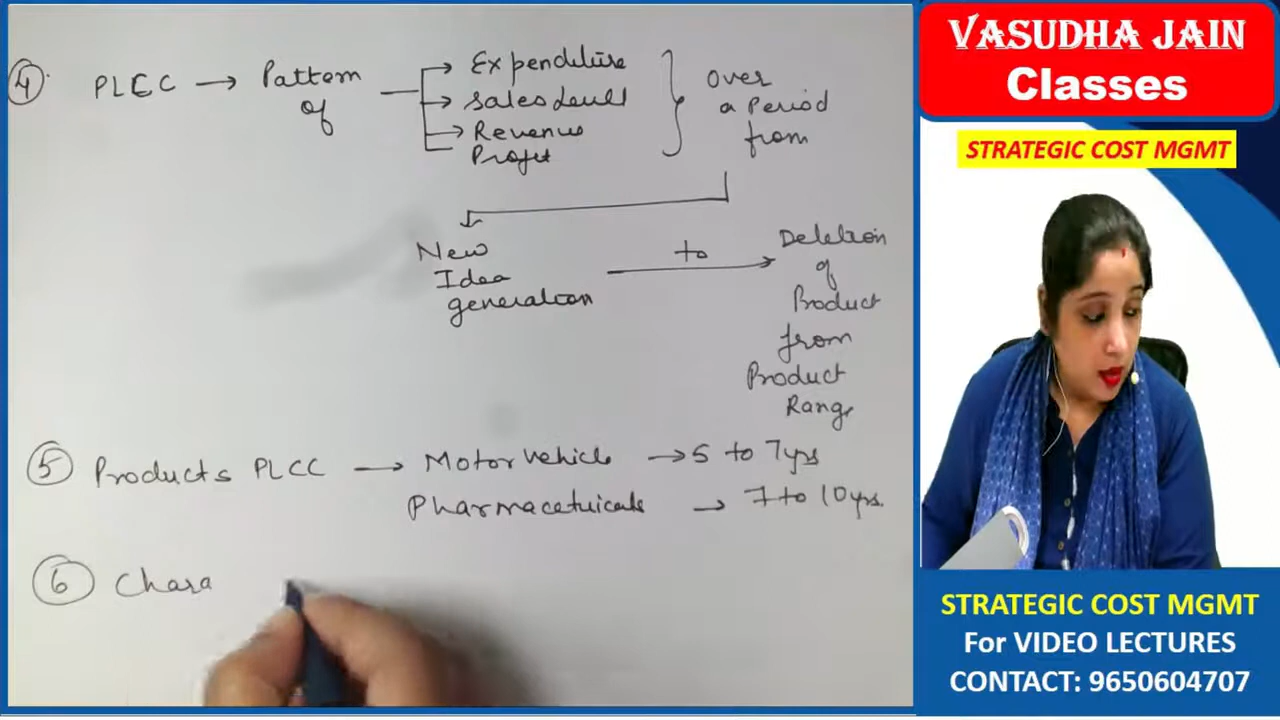 4 PLCC → Pattern of
Expenditure
Sales level
Revenue
Profit
over
a Period
from
New
Idea
generation
to
Deletion
of
Product
from
Product
Range
5 Products PLCC → Motor vehicle → 5 to 7yrs
Pharmaceuticals → 7 to 10yrs.
6 Chara
VASUDHA JAIN
Classes
STRATEGIC COST MGMT
STRATEGIC COST MGMT
For VIDEO LECTURES
CONTACT: 9650604707